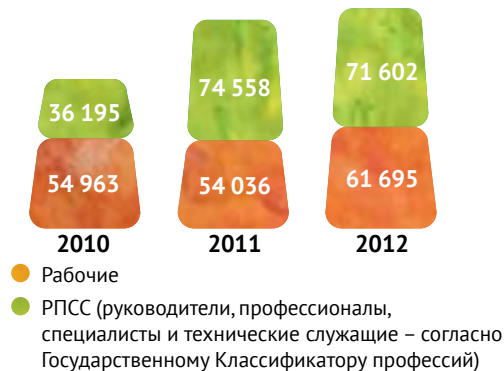 36 195
74 558
71 602
54 963
54 036
61 695
2010
2011
2012
Рабочие
РПСС (руководители, профессионалы,
специалисты и технические служащие – согласно
Государственному Классификатору профессий)